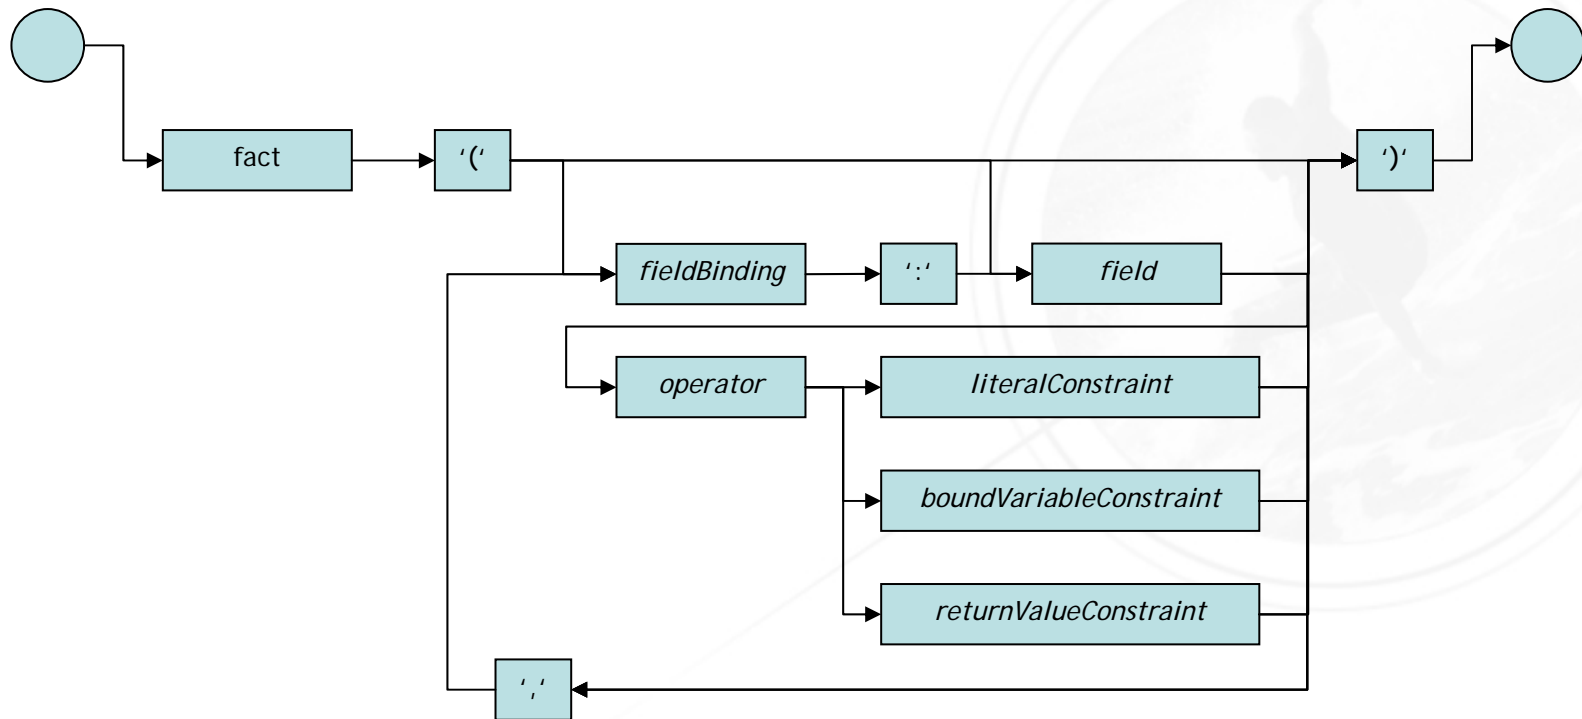 fact
‘(‘
‘)‘
fieldBinding
‘:‘
field
operator
literalConstraint
boundVariableConstraint
returnValueConstraint
‘,‘